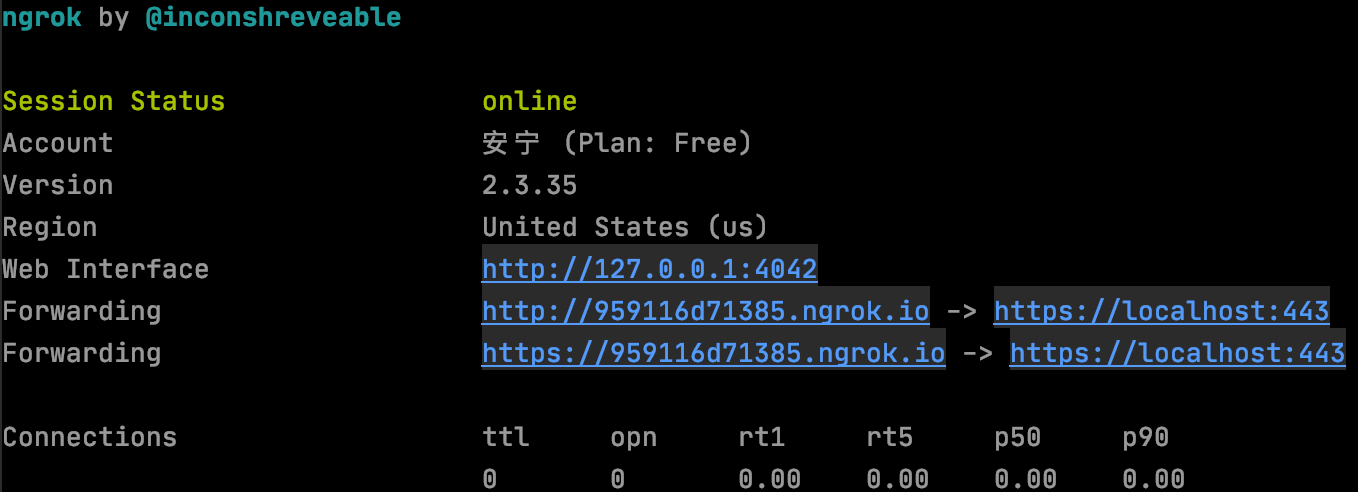 ngrok by @inconshreveable
Session Status online
Account 安宁 (Plan: Free)
Version 2.3.35
Region United States (us)
Web Interface http://127.0.0.1:4042
Forwarding http://959116d71385.ngrok.io -> https://localhost:443
Forwarding https://959116d71385.ngrok.io -> https://localhost:443
Connections ttl opn rt1 rt5 p50 p90
0 0 0.00 0.00 0.00 0.00